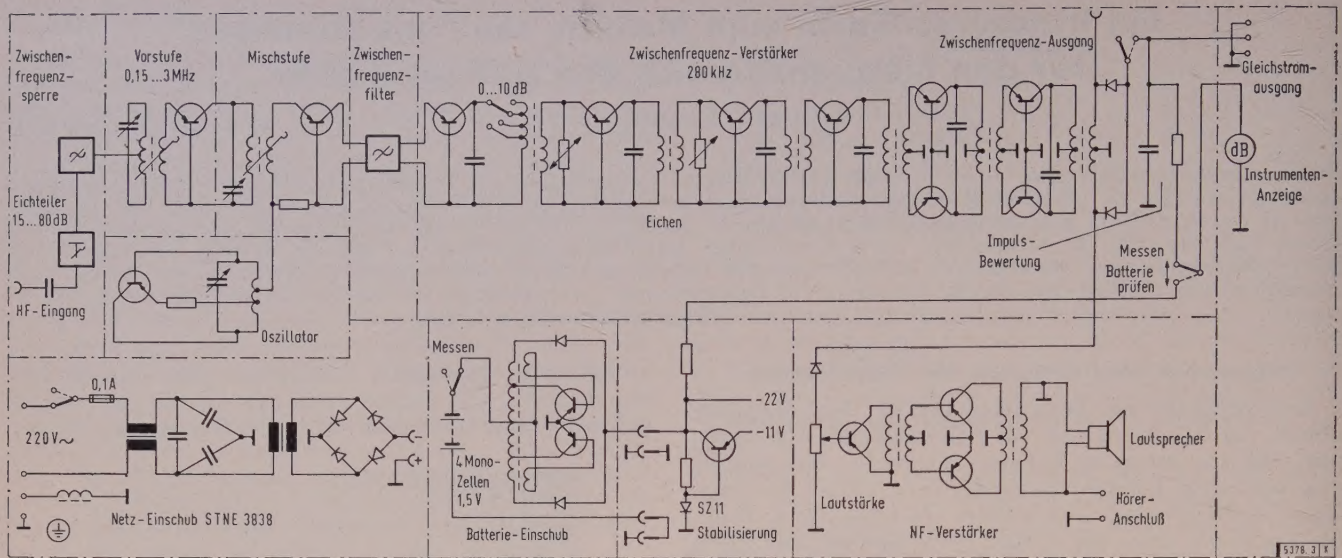 Zwischen-
frequenz-
sperre
Vorstufe
0,15...3MHz
Mischstufe
Zwischen-
frequenz-
filter
Zwischenfrequenz-Verstärker
280 kHz
0...10dB
Eichen
Zwischenfrequenz-Ausgang
Gleichstrom-
ausgang
dB
Instrumenten-
Anzeige
Impuls-
Bewertung
Messen
Batterie
prüfen
Eichteiler
15...80dB
HF-Eingang
Oszillator
0,1A
220V~
Netz-Einschub STNE 3838
Messen
4 Mono-
Zellen
1,5 V
Batterie-Einschub
-22V
-11V
SZ11
Stabilisierung
Lautstärke
NF-Verstärker
Lautsprecher
Hörer-
Anschluß
5378.3